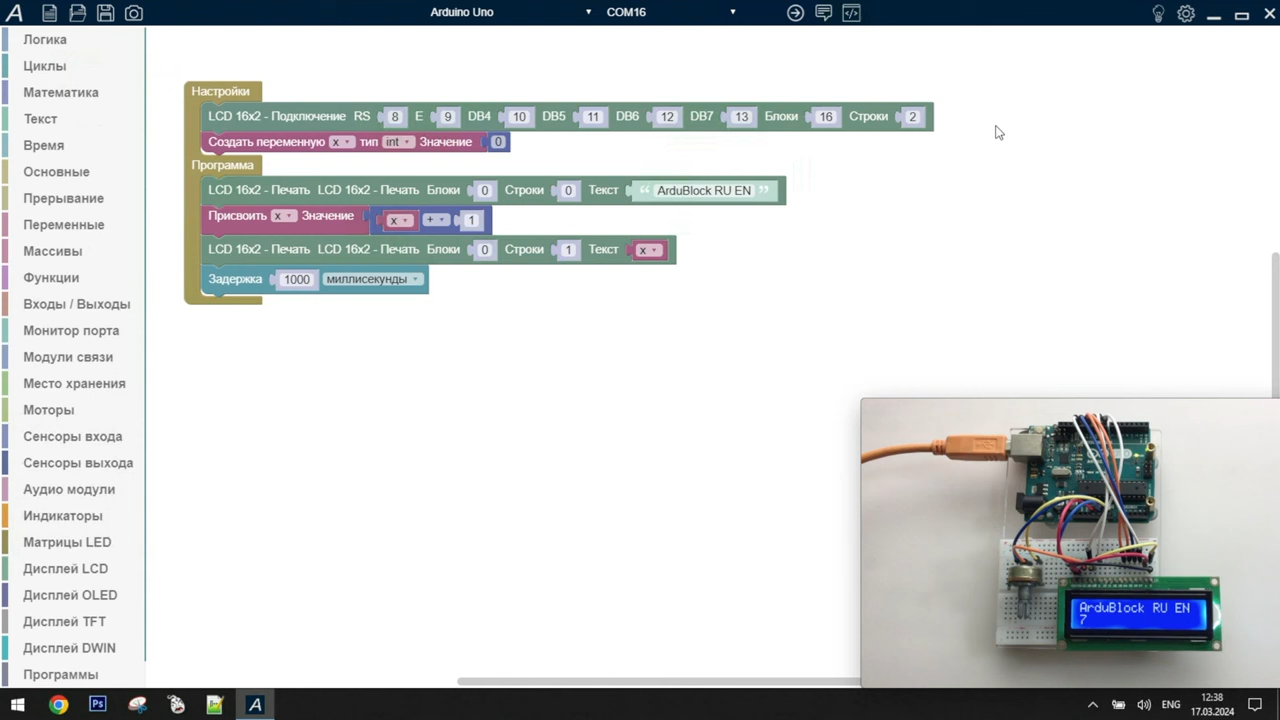 Arduino Uno COM16
Логика
Циклы
Математика
Текст
Время
Основные
Прерывание
Переменные
Массивы
Функции
Входы / Выходы
Монитор порта
Модули связи
Место хранения
Моторы
Сенсоры входа
Сенсоры выхода
Аудио модули
Индикаторы
Матрицы LED
Дисплей LCD
Дисплей OLED
Дисплей TFT
Дисплей DWIN
Программы
Настройки
LCD 16x2 - Подключение RS 8 E 9 DB4 10 DB5 11 DB6 12 DB7 13 Блоки 16 Строки 2
Создать переменную x тип int Значение 0
Программа
LCD 16x2 - Печать LCD 16x2 - Печать Блоки 0 Строки 0 Текст “ ArduBlock RU EN ”
Присвоить x Значение x + 1
LCD 16x2 - Печать LCD 16x2 - Печать Блоки 0 Строки 1 Текст x
Задержка 1000 миллисекунды
ArduBlock RU EN
7
A
Ps
A
ENG
12:38
17.03.2024